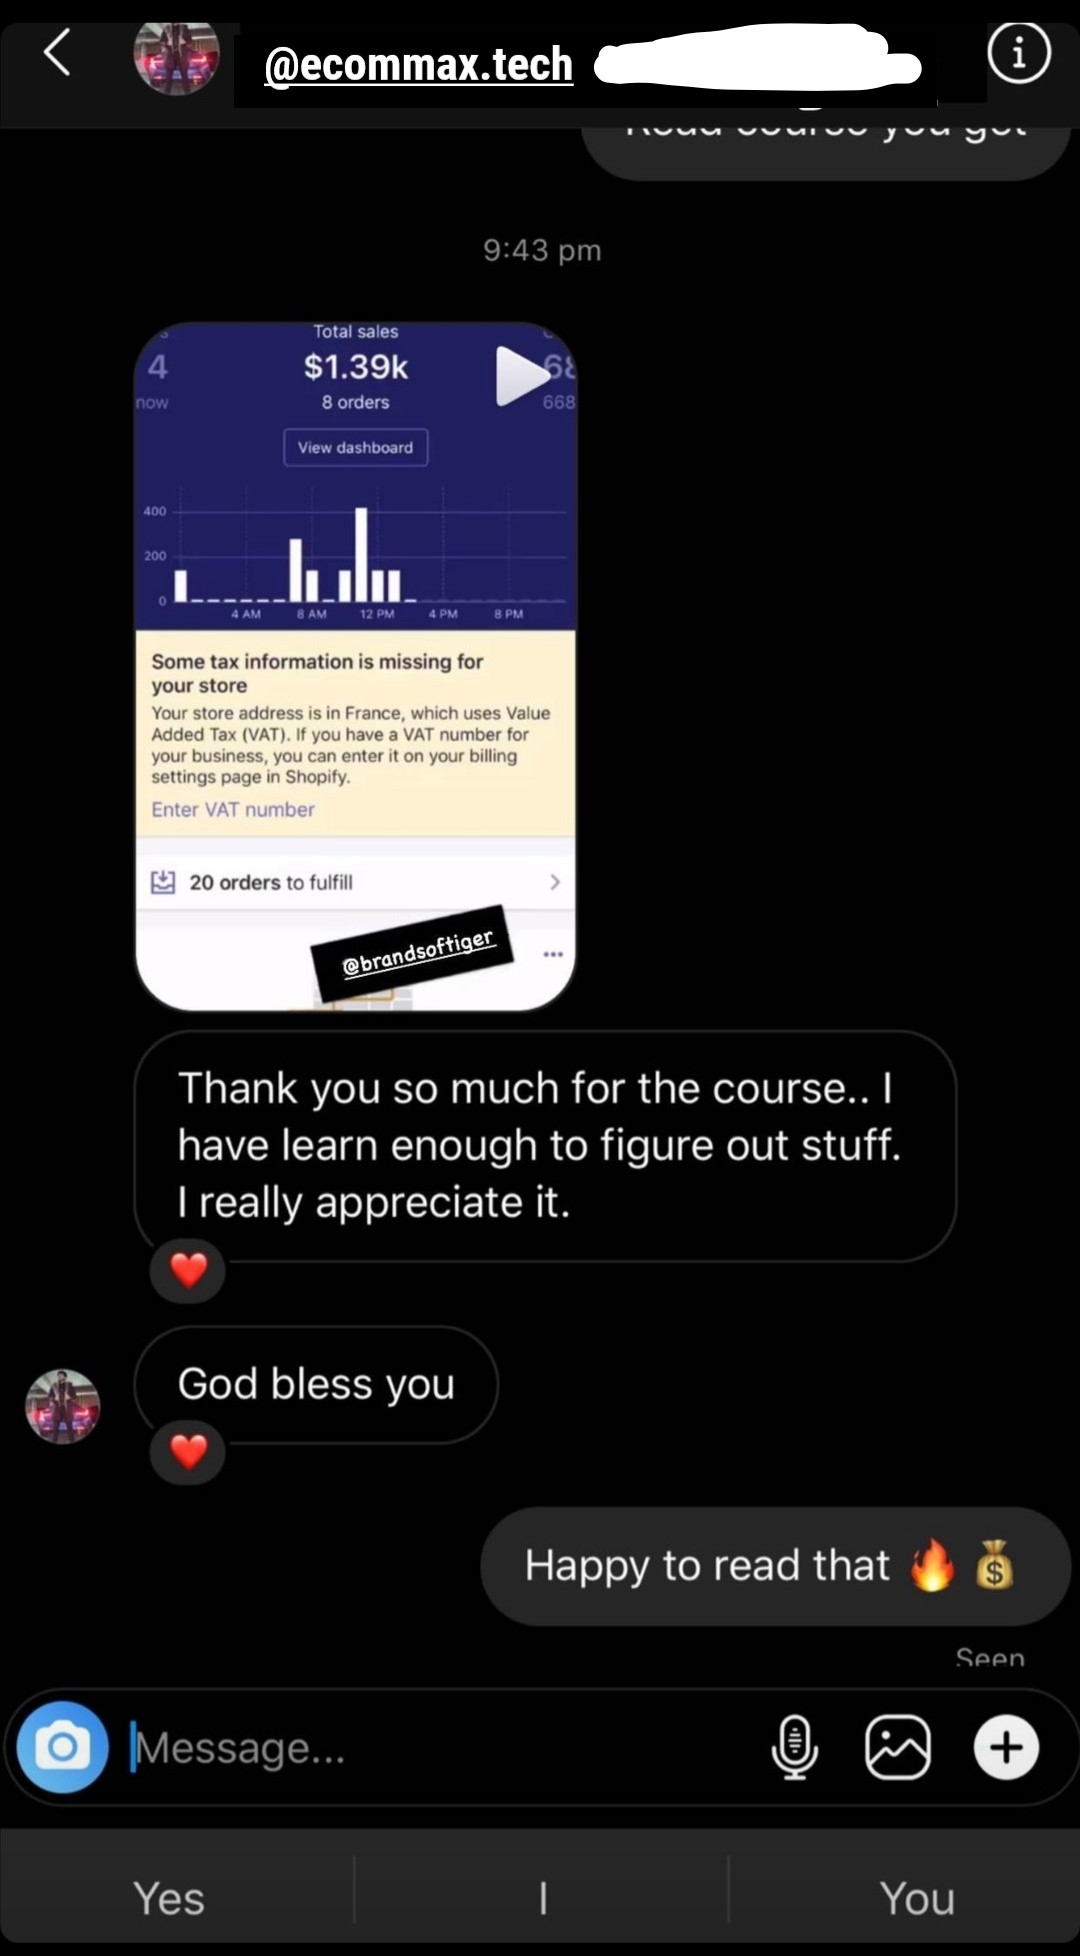 @ecommax.tech
Read course you got
9:43 pm
Total sales
4
$1.39k
now
8 orders
668
View dashboard
400
200
0
4 AM 8 AM 12 PM 4 PM 8 PM
Some tax information is missing for
your store
Your store address is in France, which uses Value
Added Tax (VAT). If you have a VAT number for
your business, you can enter it on your billing
settings page in Shopify.
Enter VAT number
20 orders to fulfill
@brandsoftiger
Thank you so much for the course.. I
have learn enough to figure out stuff.
I really appreciate it.
God bless you
Happy to read that 🔥 💰
Seen
Message...
Yes I You